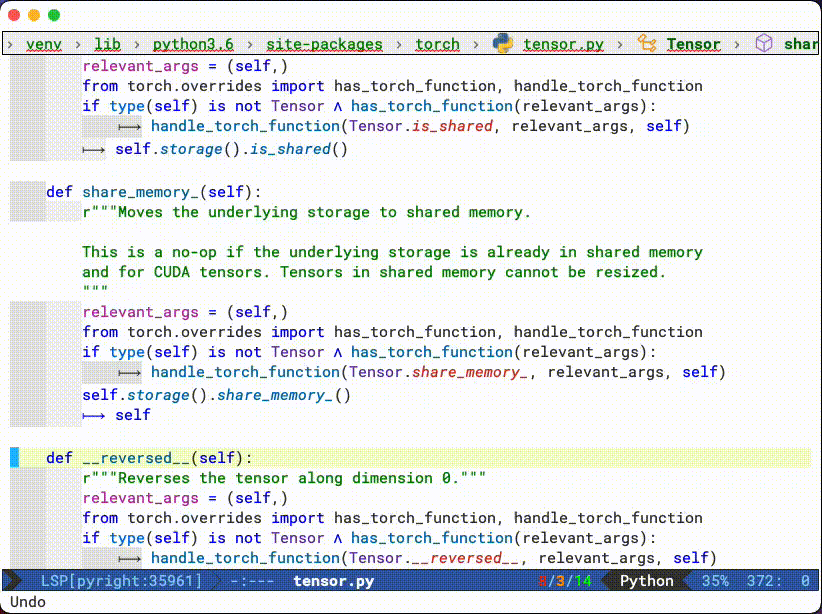 › venv › lib › python3.6 › site-packages › torch › tensor.py › Tensor › shar
relevant_args = (self,)
from torch.overrides import has_torch_function, handle_torch_function
if type(self) is not Tensor ∧ has_torch_function(relevant_args):
⟼ handle_torch_function(Tensor.is_shared, relevant_args, self)
⟼ self.storage().is_shared()
def share_memory_(self):
r"""Moves the underlying storage to shared memory.
This is a no-op if the underlying storage is already in shared memory
and for CUDA tensors. Tensors in shared memory cannot be resized.
"""
relevant_args = (self,)
from torch.overrides import has_torch_function, handle_torch_function
if type(self) is not Tensor ∧ has_torch_function(relevant_args):
⟼ handle_torch_function(Tensor.share_memory_, relevant_args, self)
self.storage().share_memory_()
⟼ self
def __reversed__(self):
r"""Reverses the tensor along dimension 0."""
relevant_args = (self,)
from torch.overrides import has_torch_function, handle_torch_function
if type(self) is not Tensor ∧ has_torch_function(relevant_args):
⟼ handle_torch_function(Tensor.__reversed__, relevant_args, self)
LSP[pyright:35961] -:--- tensor.py 8/3/14 Python 35% 372: 0
Undo